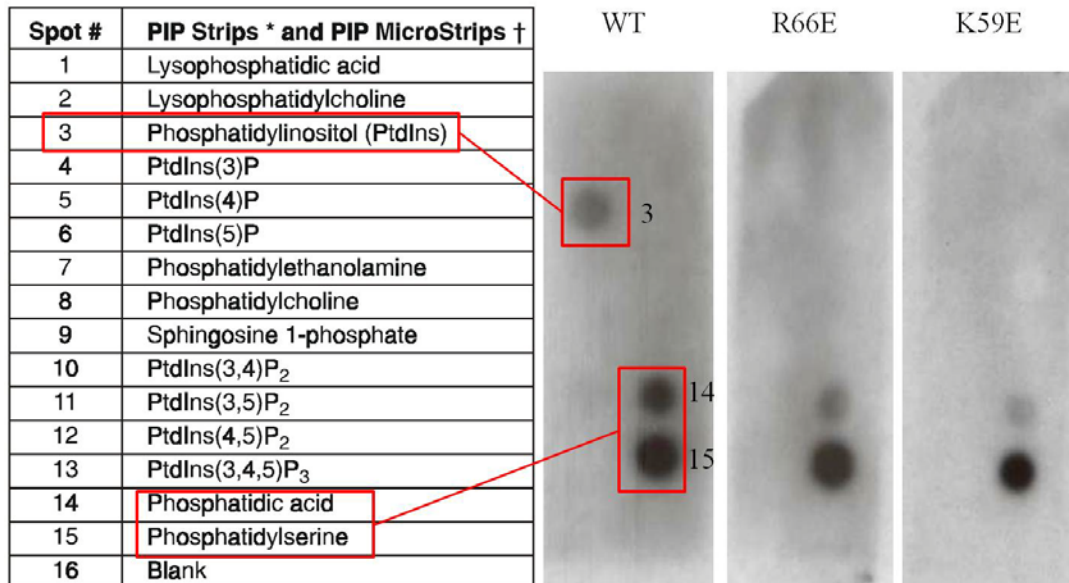 Spot # PIP Strips * and PIP MicroStrips †
1 Lysophosphatidic acid
2 Lysophosphatidylcholine
3 Phosphatidylinositol (PtdIns)
4 PtdIns(3)P
5 PtdIns(4)P
6 PtdIns(5)P
7 Phosphatidylethanolamine
8 Phosphatidylcholine
9 Sphingosine 1-phosphate
10 PtdIns(3,4)P₂
11 PtdIns(3,5)P₂
12 PtdIns(4,5)P₂
13 PtdIns(3,4,5)P₃
14 Phosphatidic acid
15 Phosphatidylserine
16 Blank
WT R66E K59E
3
14
15